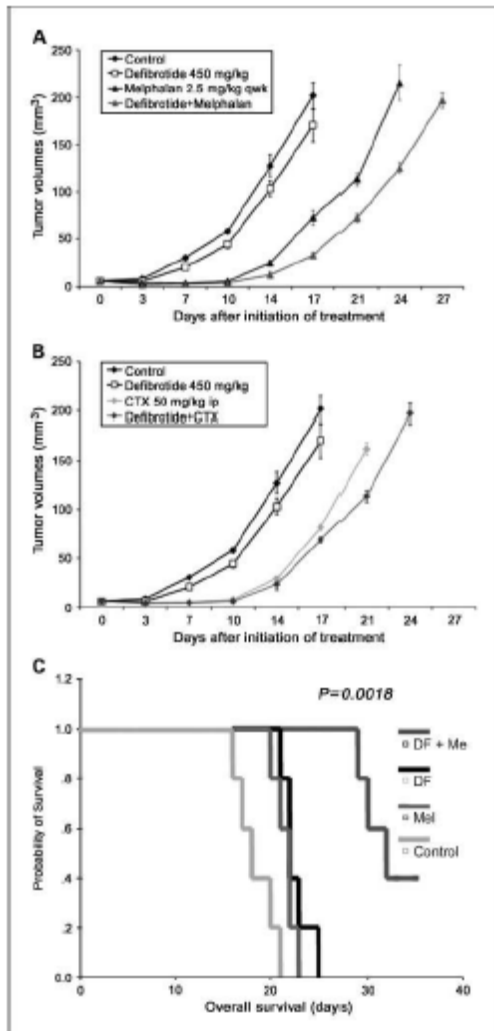 A
Control
Defibrotide 450 mg/kg
Melphalan 2.5 mg/kg qwk
Defibrotide+Melphalan
Tumor volumes (mm³)
250
200
150
100
50
0
0 3 7 10 14 17 21 24 27
Days after initiation of treatment
B
Control
Defibrotide 450 mg/kg
CTX 50 mg/kg ip
Defibrotide+CTX
Tumor volumes (mm³)
250
200
150
100
50
0
0 3 7 10 14 17 21 24 27
Days after initiation of treatment
C
P=0.0018
DF + Me
DF
Mel
Control
Probability of Survival
.2
1.0
.8
.6
.4
.2
0.0
0 10 20 30 40
Overall survival (days)